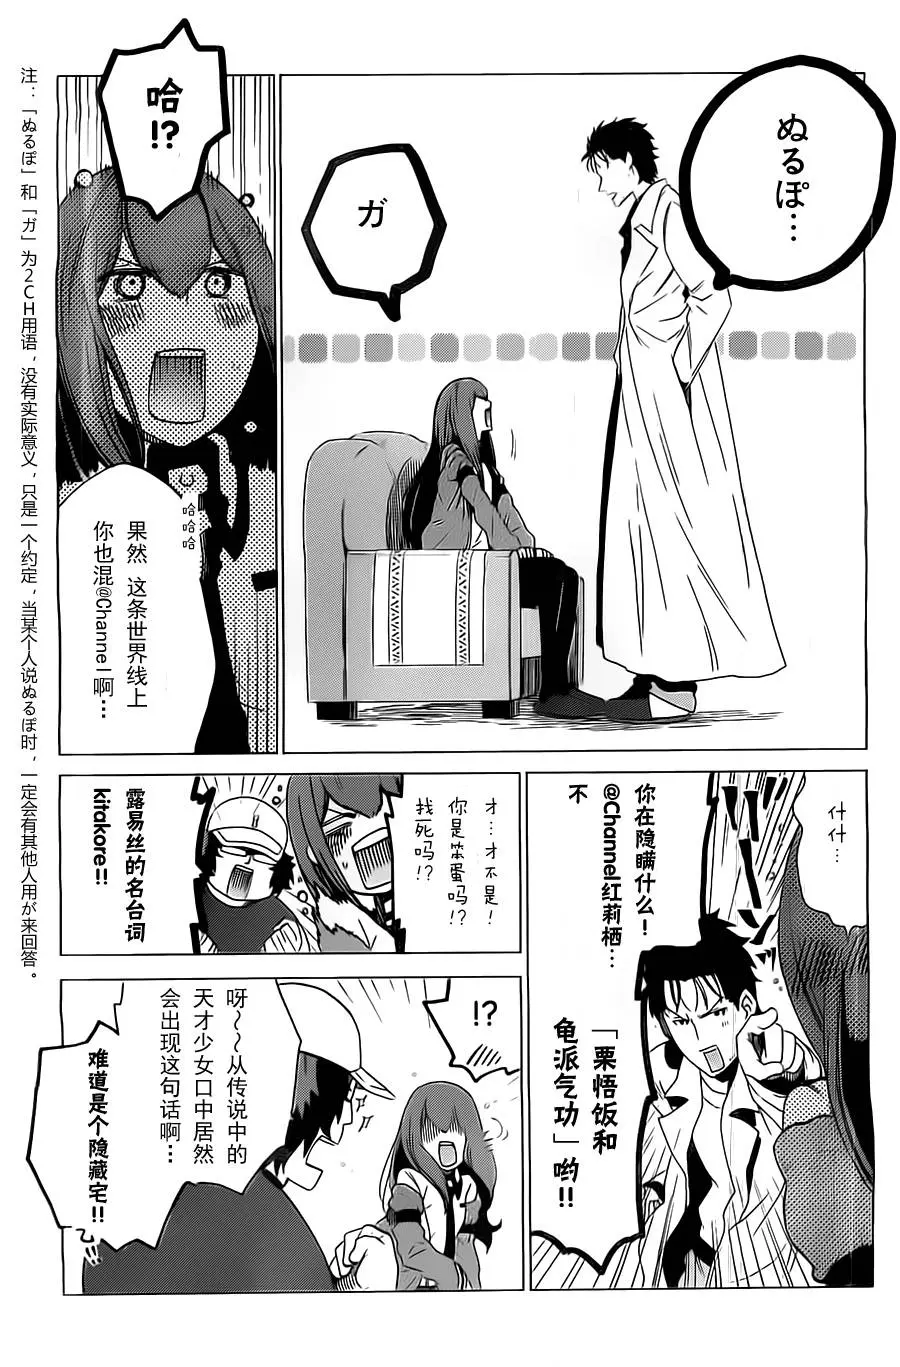 ぬるぽ…
ガ
哈!?
哈哈哈
果然 这条世界线上
你也混@Channel啊…
注：「ぬるぽ」和「ガ」为2CH用语，没有实际意义，只是一个约定，当某个人说ぬるぽ时，一定会有其他人用が来回答。
什
什…
你在隐瞒什么！
@Channel红莉栖…
不
「栗悟饭和
龟派气功」哟!!
才…才不是！
你是笨蛋吗!?
找死吗!?
露易丝的名台词
kitakore!!
!?
呀～～从传说中的
天才少女口中居然
会出现这句话啊…
难道是个隐藏宅!!